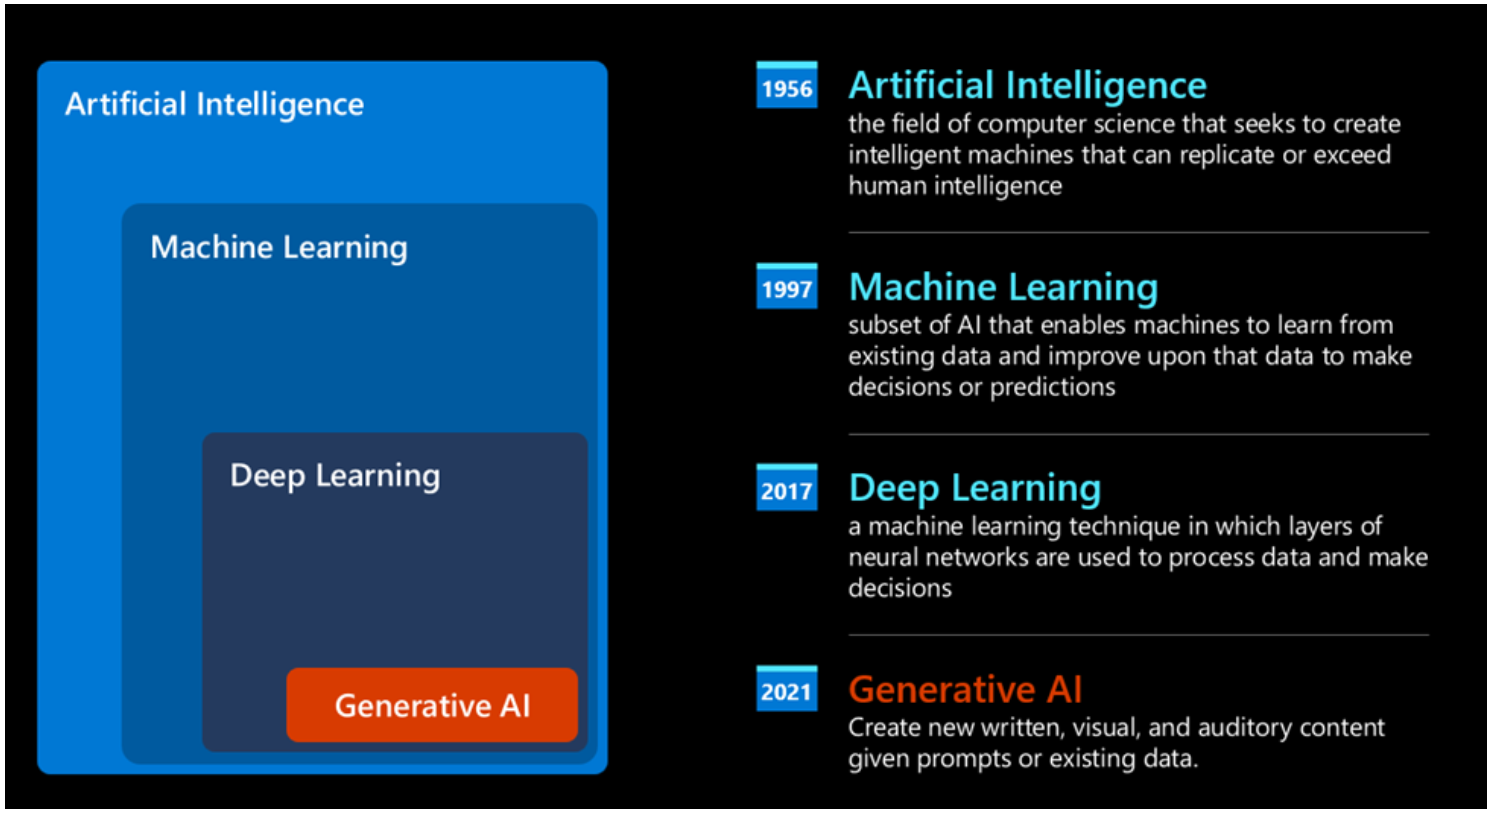 Artificial Intelligence
Machine Learning
Deep Learning
Generative AI
1956
Artificial Intelligence
the field of computer science that seeks to create
intelligent machines that can replicate or exceed
human intelligence
1997
Machine Learning
subset of AI that enables machines to learn from
existing data and improve upon that data to make
decisions or predictions
2017
Deep Learning
a machine learning technique in which layers of
neural networks are used to process data and make
decisions
2021
Generative AI
Create new written, visual, and auditory content
given prompts or existing data.